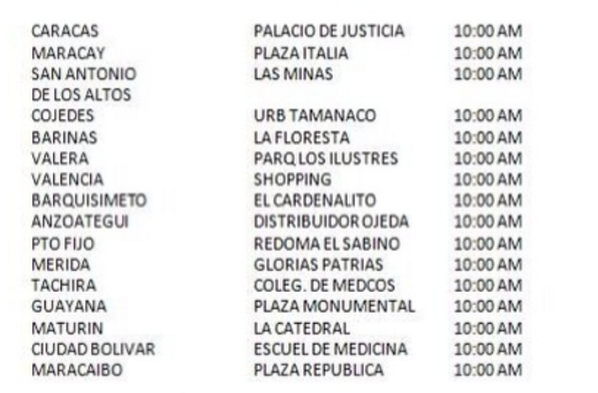 CARACAS PALACIO DE JUSTICIA 10:00 AM
MARACAY PLAZA ITALIA 10:00 AM
SAN ANTONIO LAS MINAS 10:00 AM
DE LOS ALTOS
COJEDES URB TAMANACO 10:00 AM
BARINAS LA FLORESTA 10:00 AM
VALERA PARQ LOS ILUSTRES 10:00 AM
VALENCIA SHOPPING 10:00 AM
BARQUISIMETO EL CARDENALITO 10:00 AM
ANZOATEGUI DISTRIBUIDOR OJEDA 10:00 AM
PTO FIJO REDOMA EL SABINO 10:00 AM
MERIDA GLORIAS PATRIAS 10:00 AM
TACHIRA COLEG. DE MEDCOS 10:00 AM
GUAYANA PLAZA MONUMENTAL 10:00 AM
MATURIN LA CATEDRAL 10:00 AM
CIUDAD BOLIVAR ESCUEL DE MEDICINA 10:00 AM
MARACAIBO PLAZA REPUBLICA 10:00 AM